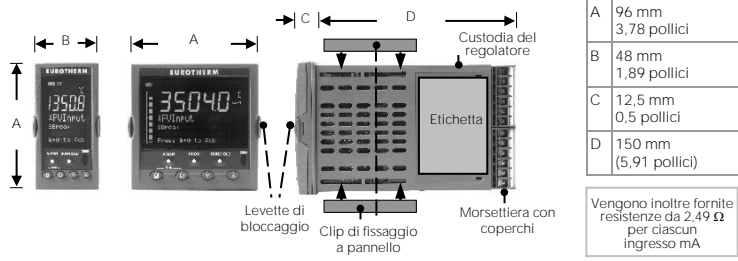 B
A
C
D
A
EUROTHERM
1350.8
EUROTHERM
3504.0
Custodia del
regolatore
Etichetta
Levette di
bloccaggio
Clip di fissaggio
a pannello
Morsettiera con
coperchi
A 96 mm
3,78 pollici
B 48 mm
1,89 pollici
C 12,5 mm
0,5 pollici
D 150 mm
(5,91 pollici)
Vengono inoltre fornite
resistenze da 2,49 Ω
per ciascun
ingresso mA